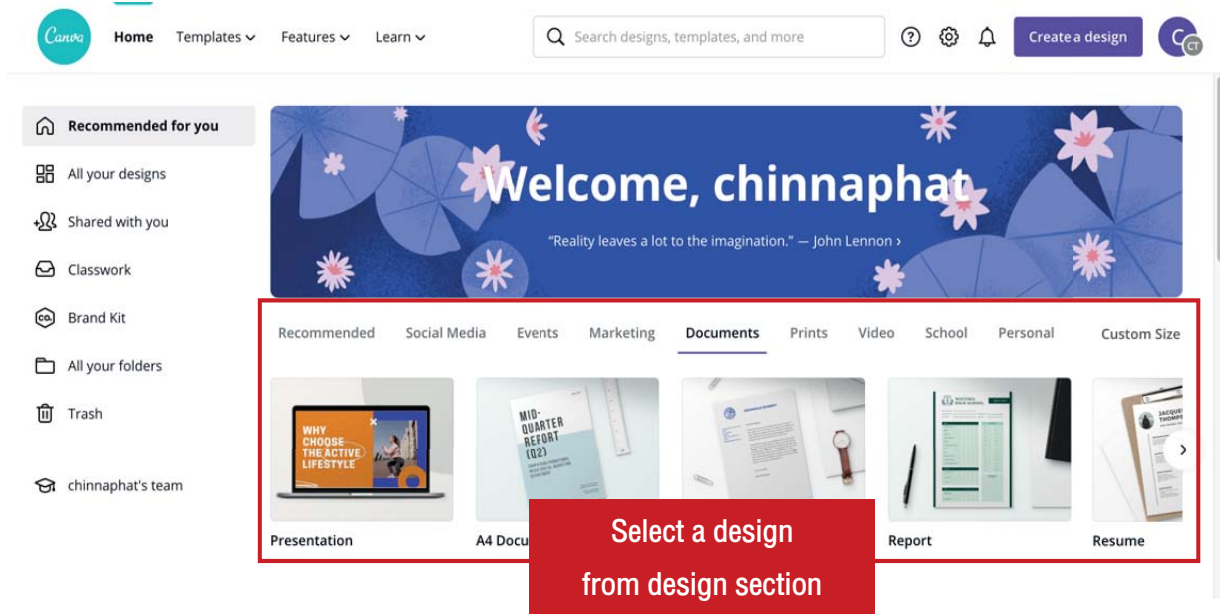 Canva
Home Templates Features Learn
Search designs, templates, and more
Create a design
C
CT
Recommended for you
All your designs
Shared with you
Classwork
CO.
Brand Kit
All your folders
Trash
chinnaphat's team
Welcome, chinnaphat
“Reality leaves a lot to the imagination.” — John Lennon ›
Recommended Social Media Events Marketing Documents Prints Video School Personal Custom Size
WHY
CHOOSE
THE ACTIVE
LIFESTYLE
MID-
QUARTER
REPORT
(Q2)
Presentation
A4 Docu
Report
Resume
Select a design
from design section